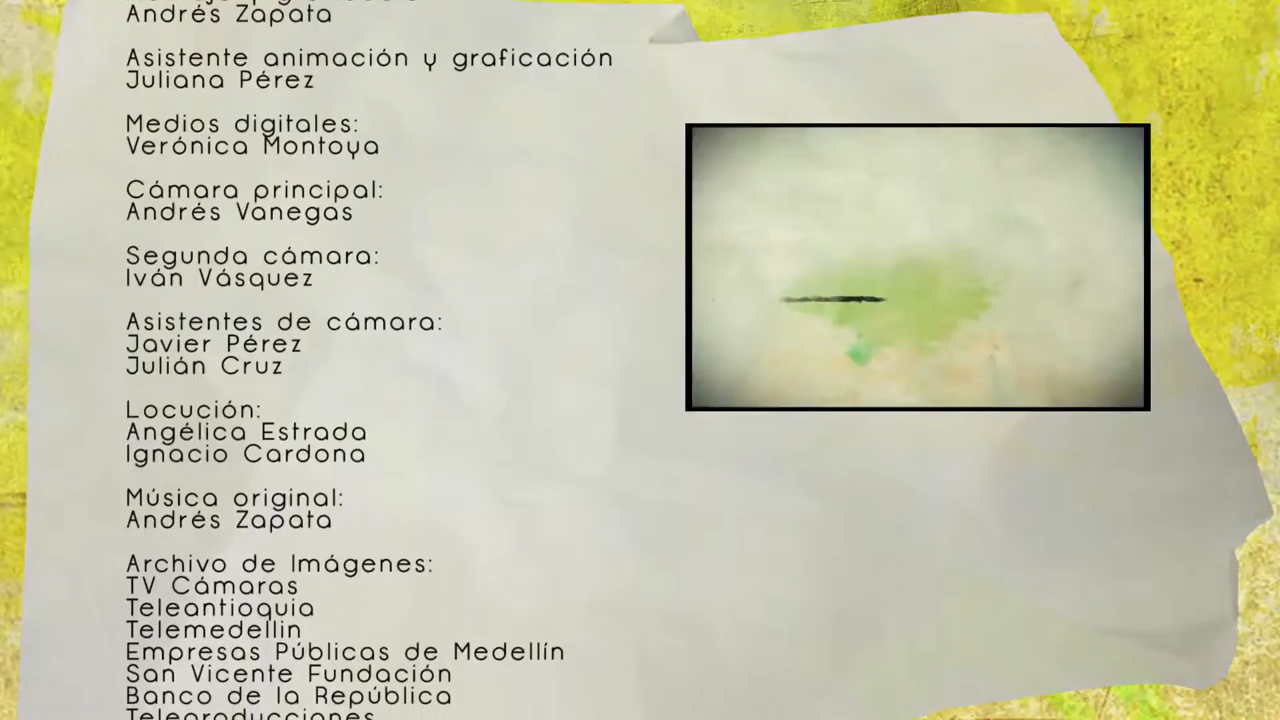 Andrés Zapata
Asistente animación y graficación
Juliana Pérez
Medios digitales:
Verónica Montoya
Cámara principal:
Andrés Vanegas
Segunda cámara:
Iván Vásquez
Asistentes de cámara:
Javier Pérez
Julián Cruz
Locución:
Angélica Estrada
Ignacio Cardona
Música original:
Andrés Zapata
Archivo de Imágenes:
TV Cámaras
Teleantioquia
Telemedellin
Empresas Públicas de Medellín
San Vicente Fundación
Banco de la República
Teleproducciones